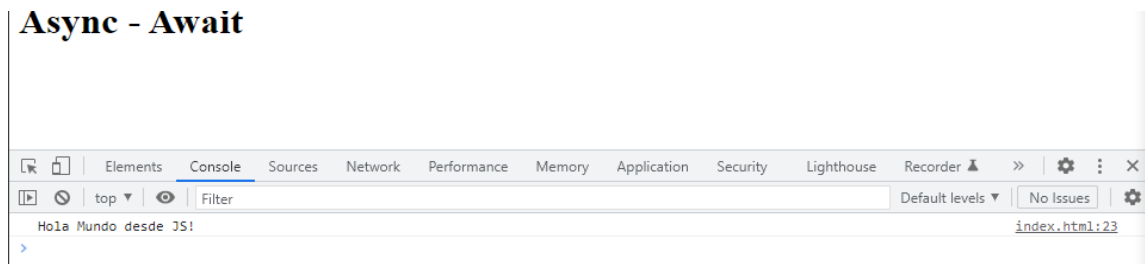 Async - Await
Elements Console Sources Network Performance Memory Application Security Lighthouse Recorder
top Filter Default levels No Issues
Hola Mundo desde JS! index.html:23